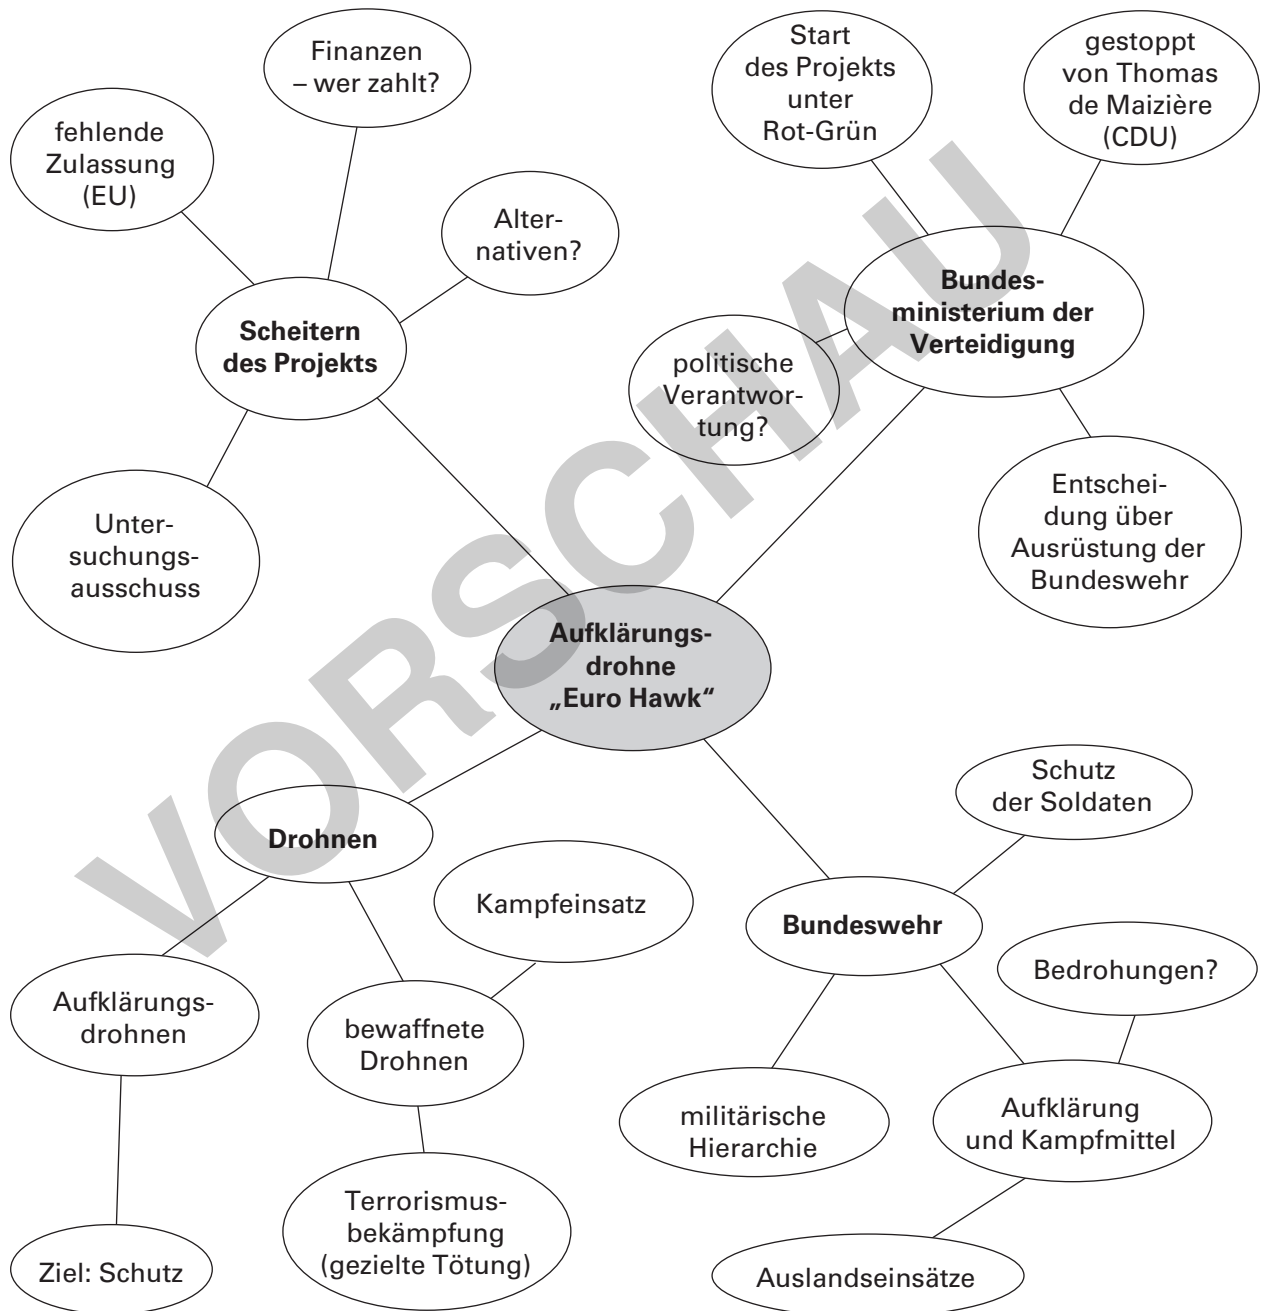 Finanzen
– wer zahlt?
fehlende
Zulassung
(EU)
Alter-
nativen?
Scheitern
des Projekts
Unter-
suchungs-
ausschuss
Start
des Projekts
unter
Rot-Grün
gestoppt
von Thomas
de Maizière
(CDU)
Bundes-
ministerium der
Verteidigung
politische
Verantwor-
tung?
Entschei-
dung über
Ausrüstung der
Bundeswehr
Aufklärungs-
drohne
„Euro Hawk“
Drohnen
Kampfeinsatz
Aufklärungs-
drohnen
bewaffnete
Drohnen
Ziel: Schutz
Terrorismus-
bekämpfung
(gezielte Tötung)
Schutz
der Soldaten
Bundeswehr
Bedrohungen?
militärische
Hierarchie
Aufklärung
und Kampfmittel
Auslandseinsätze
VORSCHAU